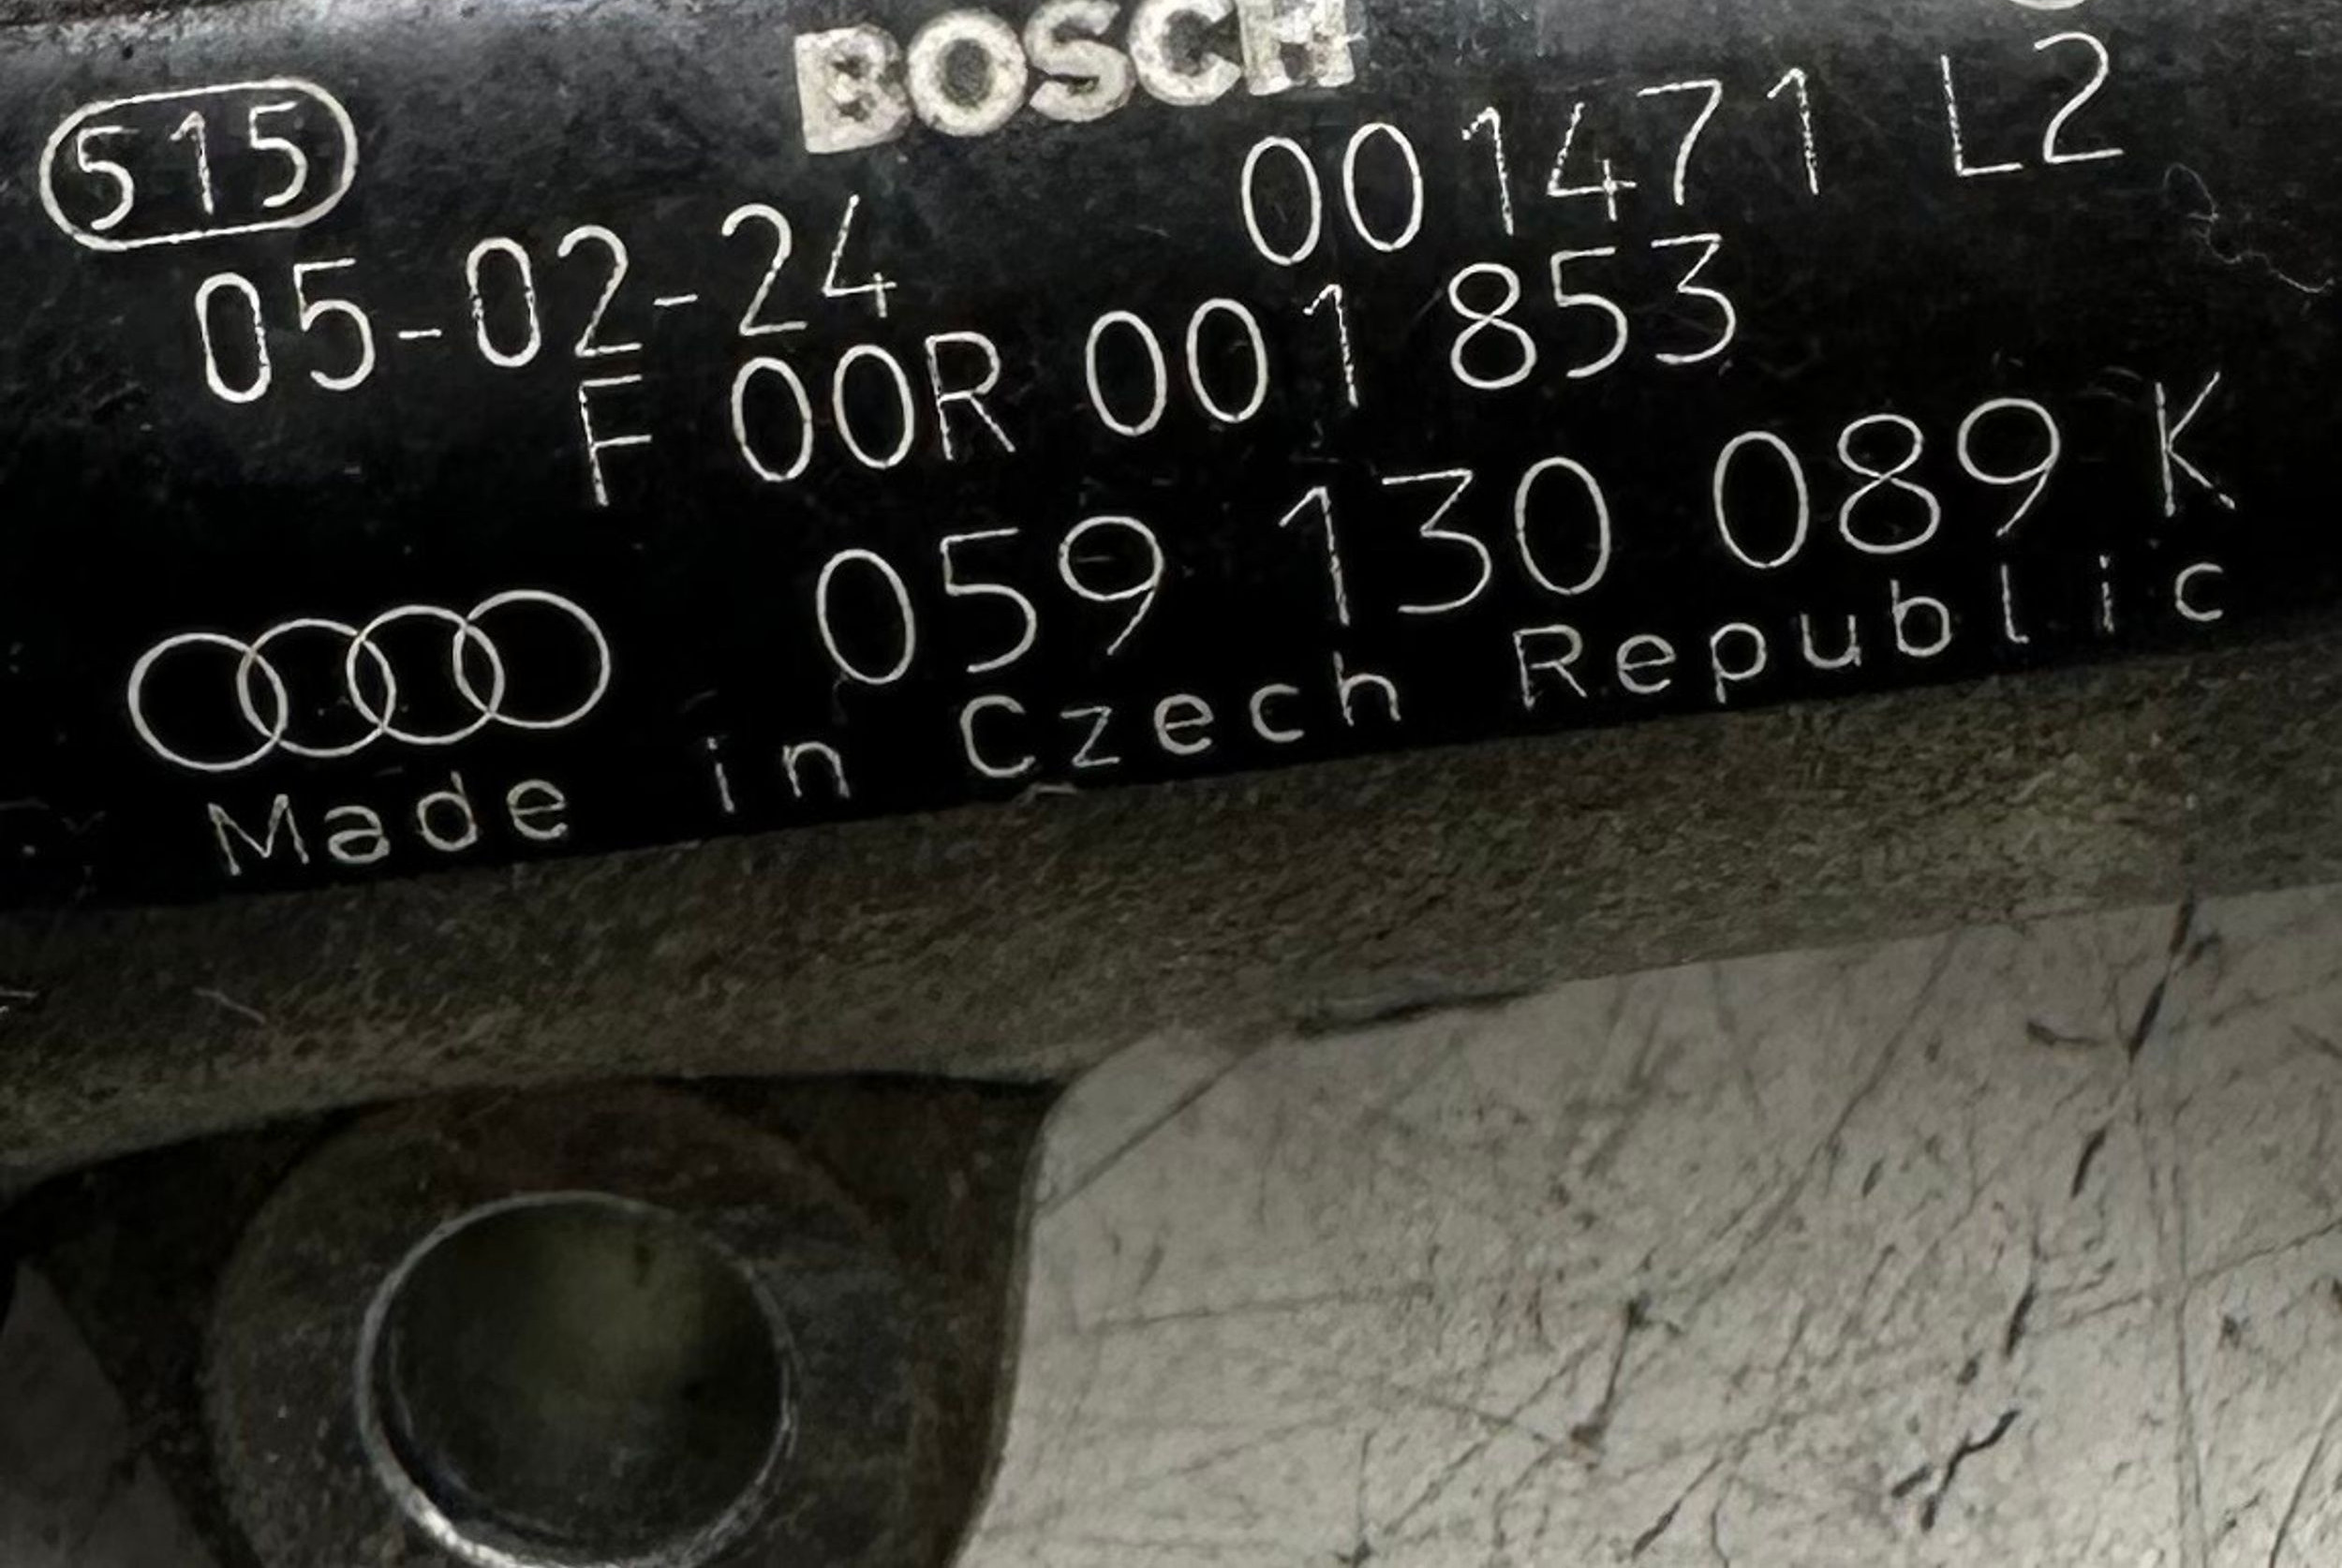 BOSCH
515
05-02-24 001471 L2
F 00R 001 853
059 130 089 K
Made in Czech Republic